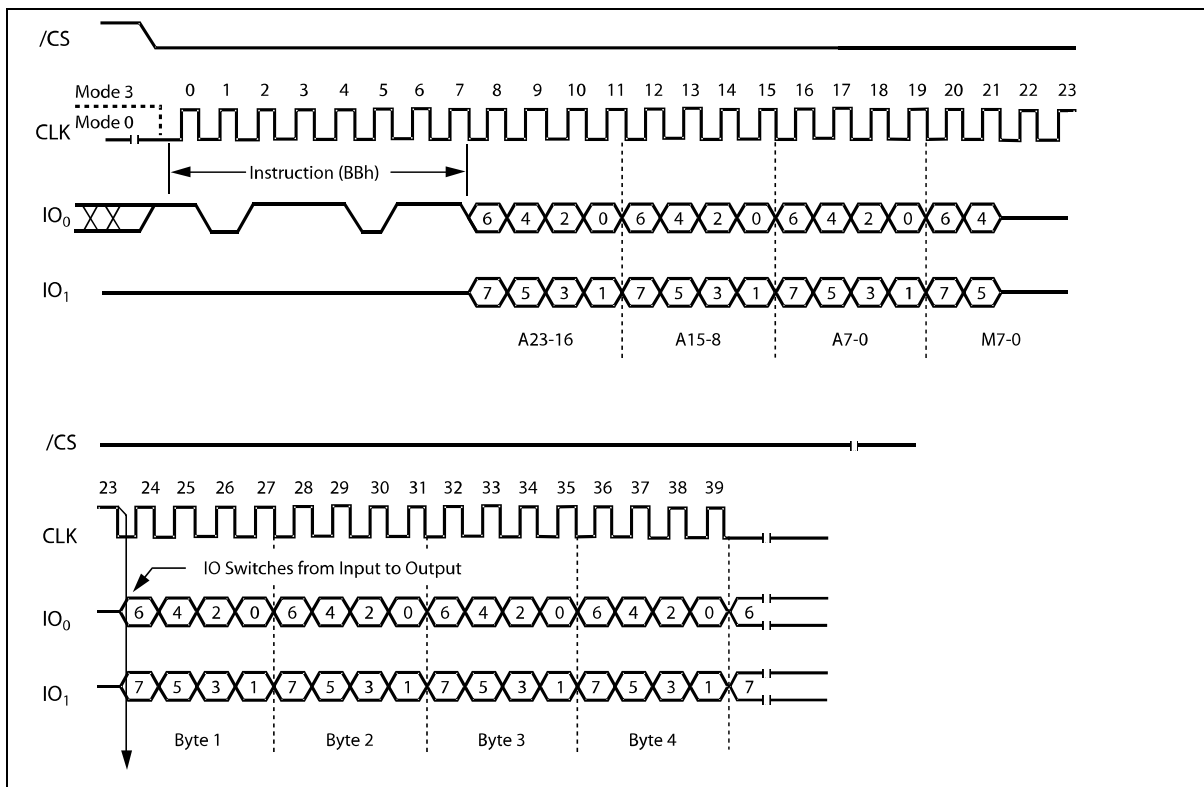 /CS
Mode 3
0 1 2 3 4 5 6 7 8 9 10 11 12 13 14 15 16 17 18 19 20 21 22 23
Mode 0
CLK
Instruction (BBh)
IO0 6 4 2 0 6 4 2 0 6 4 2 0 6 4
IO1 7 5 3 1 7 5 3 1 7 5 3 1 7 5
A23-16 A15-8 A7-0 M7-0
/CS
23 24 25 26 27 28 29 30 31 32 33 34 35 36 37 38 39
CLK
IO Switches from Input to Output
IO0 6 4 2 0 6 4 2 0 6 4 2 0 6 4 2 0 6
IO1 7 5 3 1 7 5 3 1 7 5 3 1 7 5 3 1 7
Byte 1 Byte 2 Byte 3 Byte 4